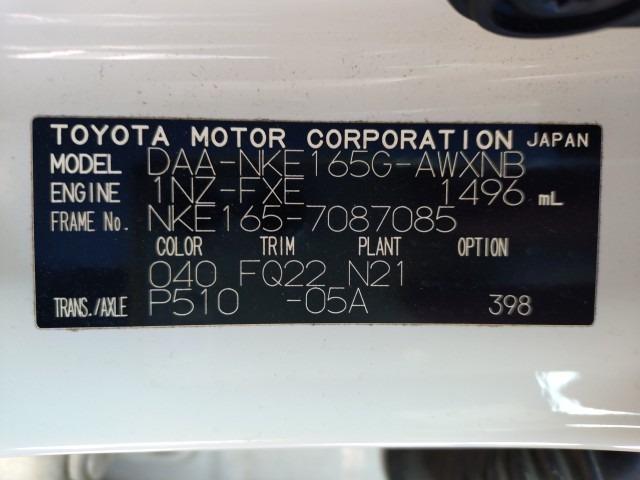 TOYOTA MOTOR CORPORATION JAPAN
MODEL DAA-NKE165G-AWXNB
ENGINE 1NZ-FXE 1496 mL
FRAME No. NKE165-7087085
COLOR TRIM PLANT OPTION
040 FQ22 N21
TRANS./AXLE P510 -05A 398